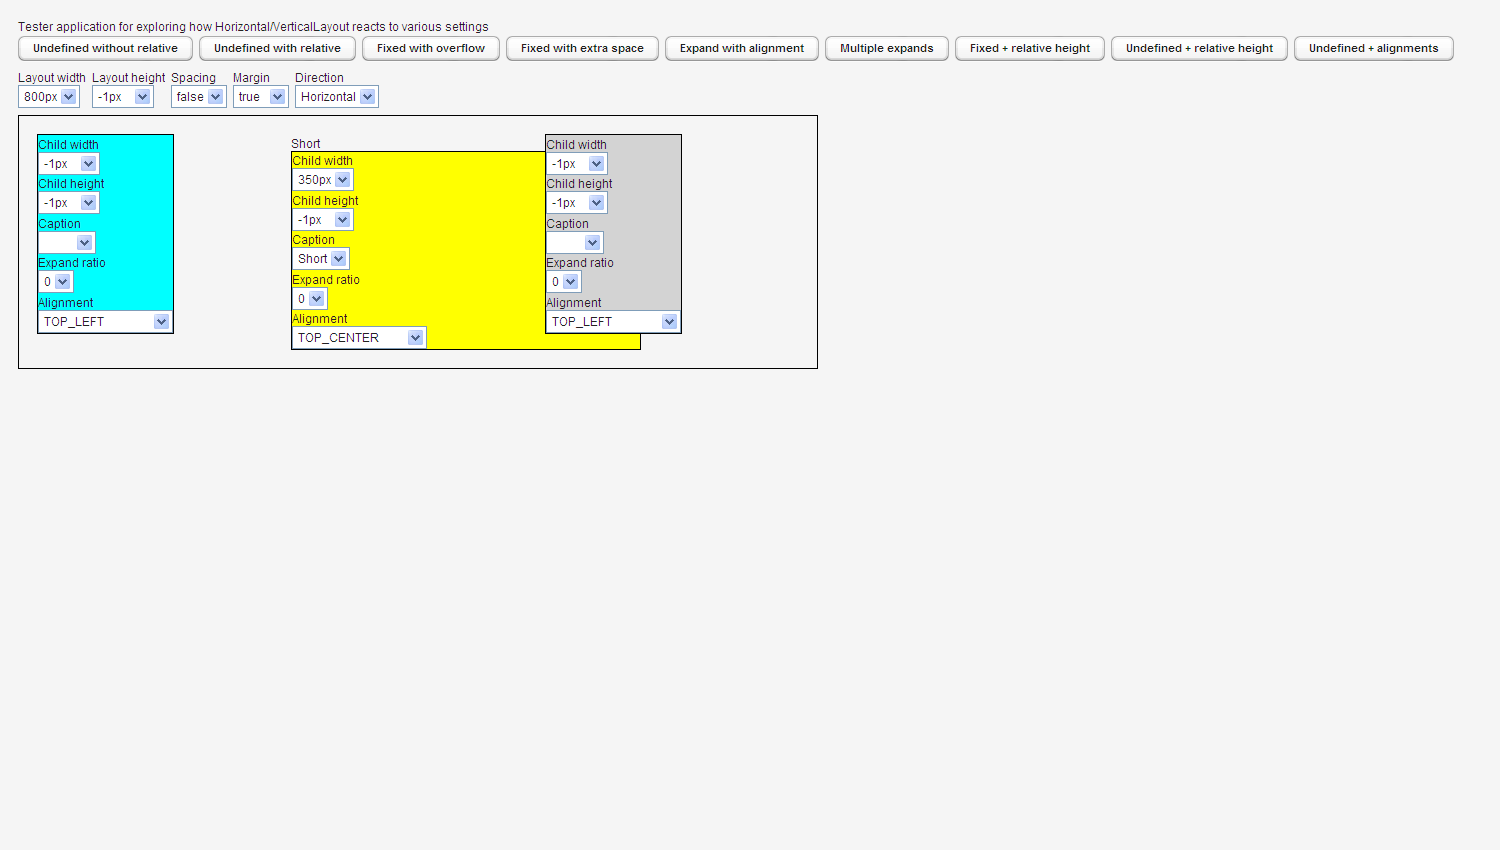 Tester application for exploring how Horizontal/VerticalLayout reacts to various settings
Undefined without relative Undefined with relative Fixed with overflow Fixed with extra space Expand with alignment Multiple expands Fixed + relative height Undefined + relative height Undefined + alignments
Layout width Layout height Spacing Margin Direction
800px -1px false true Horizontal
Child width
-1px
Child height
-1px
Caption
Expand ratio
0
Alignment
TOP_LEFT
Short
Child width
350px
Child height
-1px
Caption
Short
Expand ratio
0
Alignment
TOP_CENTER
Child width
-1px
Child height
-1px
Caption
Expand ratio
0
Alignment
TOP_LEFT